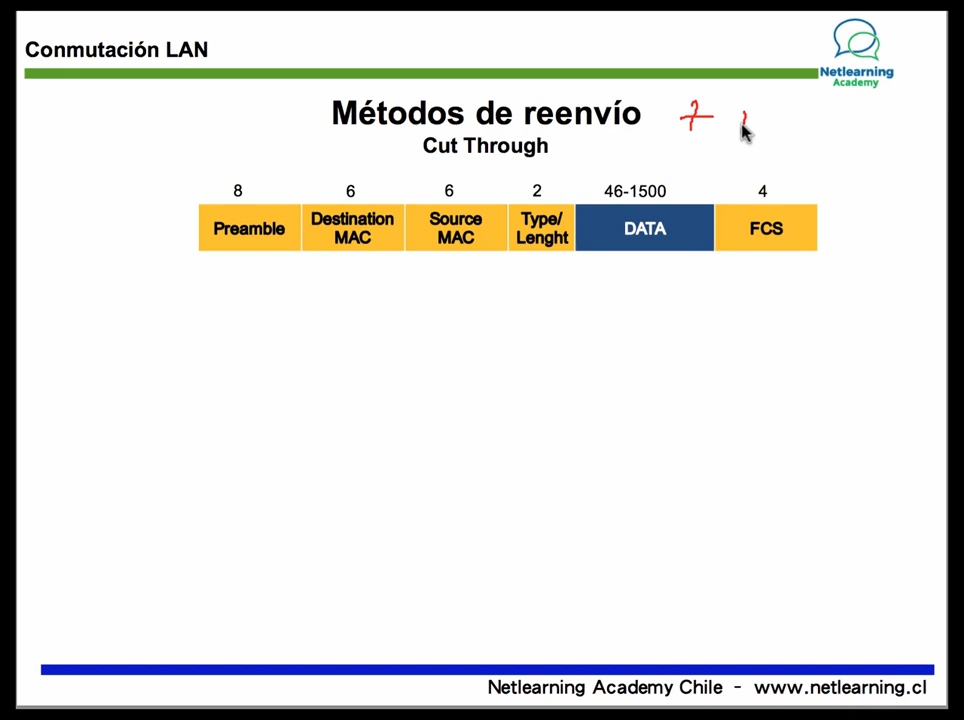 Conmutación LAN
Netlearning
Academy
Métodos de reenvío
Cut Through
8 6 6 2 46-1500 4
Preamble Destination MAC Source MAC Type/ Lenght DATA FCS
Netlearning Academy Chile - www.netlearning.cl